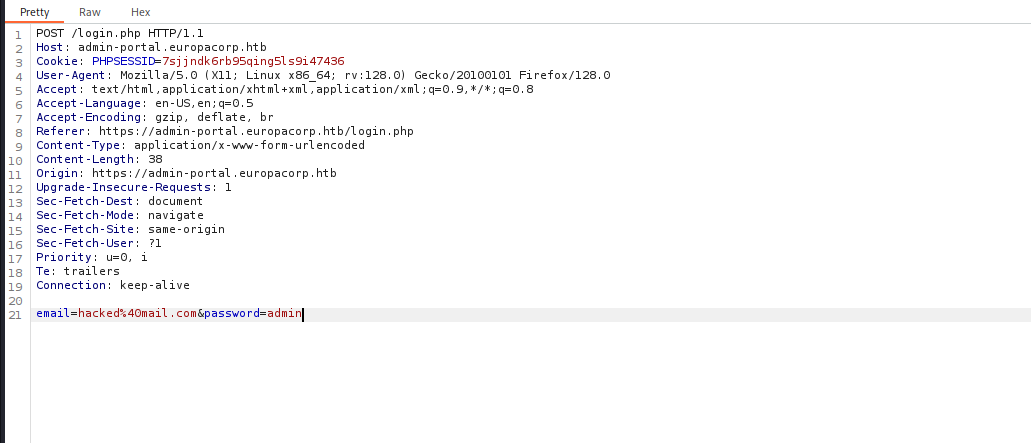 Pretty Raw Hex
1 POST /login.php HTTP/1.1
2 Host: admin-portal.europacorp.htb
3 Cookie: PHPSESSID=7sjjndk6rb95qing5ls9i47436
4 User-Agent: Mozilla/5.0 (X11; Linux x86_64; rv:128.0) Gecko/20100101 Firefox/128.0
5 Accept: text/html,application/xhtml+xml,application/xml;q=0.9,*/*;q=0.8
6 Accept-Language: en-US,en;q=0.5
7 Accept-Encoding: gzip, deflate, br
8 Referer: https://admin-portal.europacorp.htb/login.php
9 Content-Type: application/x-www-form-urlencoded
10 Content-Length: 38
11 Origin: https://admin-portal.europacorp.htb
12 Upgrade-Insecure-Requests: 1
13 Sec-Fetch-Dest: document
14 Sec-Fetch-Mode: navigate
15 Sec-Fetch-Site: same-origin
16 Sec-Fetch-User: ?1
17 Priority: u=0, i
18 Te: trailers
19 Connection: keep-alive
20
21 email=hacked%40mail.com&password=admin